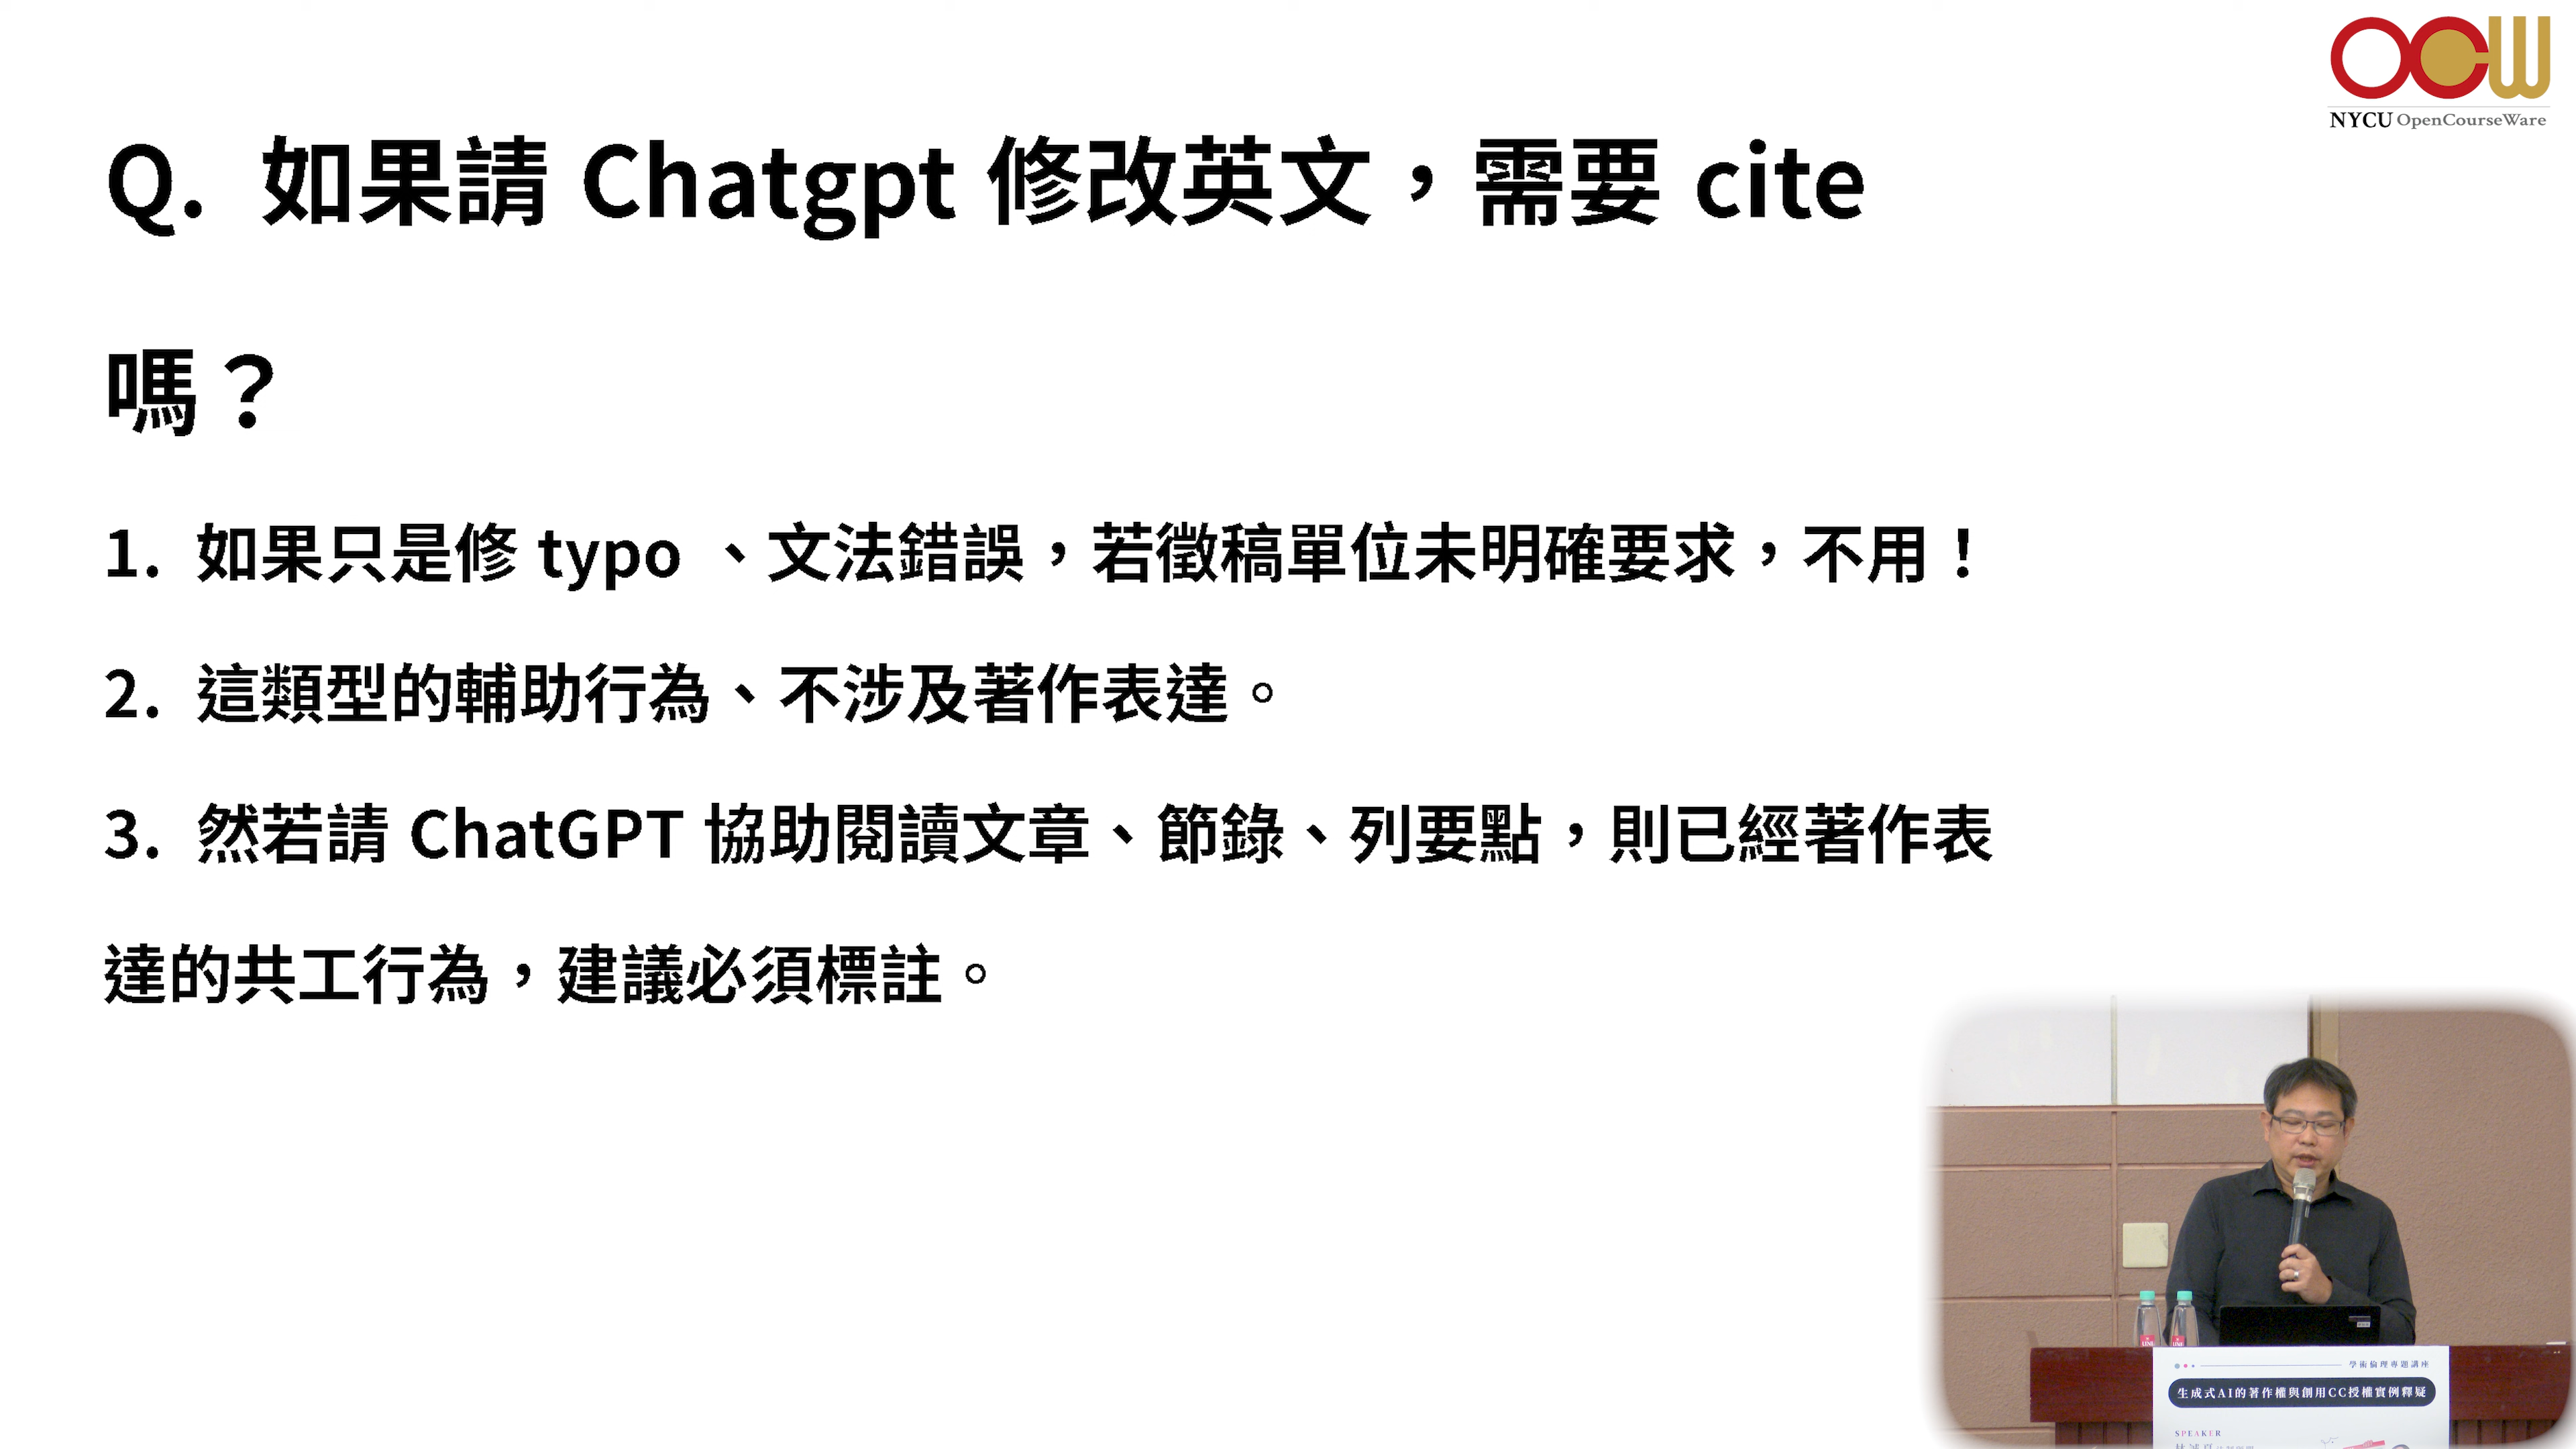 OCW
NYCU OpenCourseWare
Q. 如果請 Chatgpt 修改英文，需要 cite
嗎？
1. 如果只是修 typo 、文法錯誤，若徵稿單位未明確要求，不用！
2. 這類型的輔助行為、不涉及著作表達。
3. 然若請 ChatGPT 協助閱讀文章、節錄、列要點，則已經著作表
達的共工行為，建議必須標註。
學術倫理專題講座
生成式AI的著作權與創用CC授權實例釋疑
SPEAKER